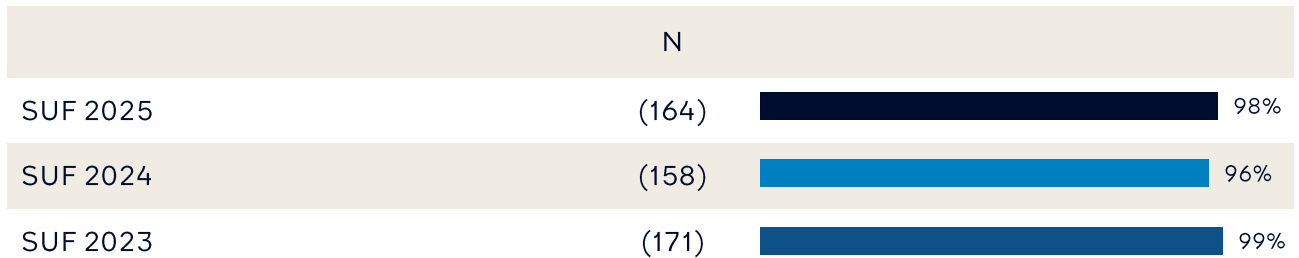 N
SUF 2025 (164) 98%
SUF 2024 (158) 96%
SUF 2023 (171) 99%